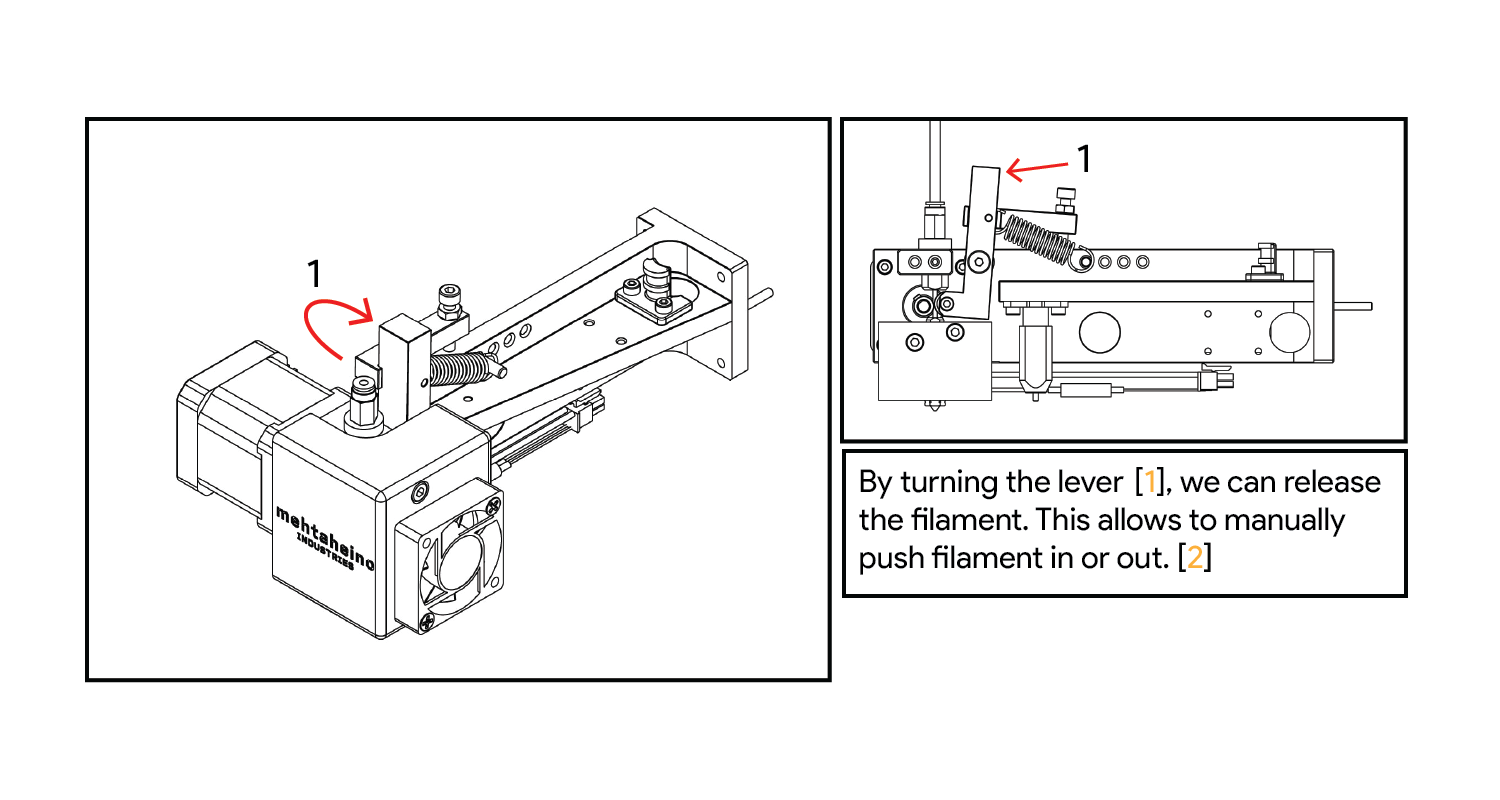 1
mehtaheino
INDUSTRIES
1
By turning the lever [1], we can release
the filament. This allows to manually
push filament in or out. [2]